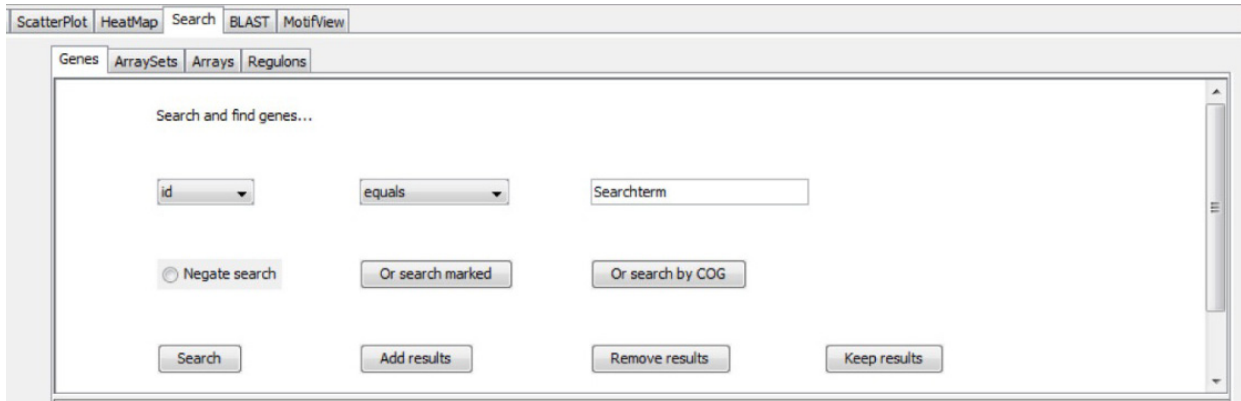 ScatterPlot HeatMap Search BLAST MotifView
Genes ArraySets Arrays Regulons
Search and find genes...
id equals Searchterm
Negate search Or search marked Or search by COG
Search Add results Remove results Keep results